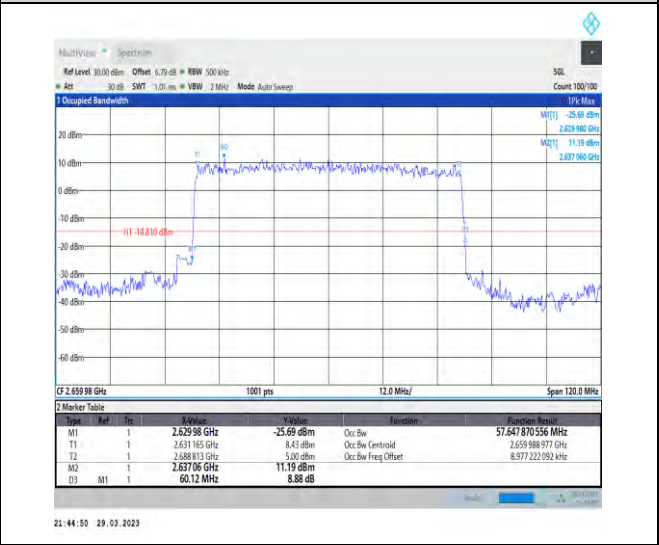 MultiView Spectrum
Ref Level 30.00 dBm Offset 6.79 dB RBW 500 kHz SGL
Att 30 dB SWT 1.01 ms VBW 2 MHz Mode Auto Sweep Count 100/100
1 Occupied Bandwidth 1Pk Max
M1[1] -25.69 dBm
2.629 980 GHz
M2[1] 11.19 dBm
2.637 060 GHz
20 dBm
M2
T1
10 dBm
0 dBm
-10 dBm
H1 -14.810 dBm
D3
-20 dBm
M1
-30 dBm
-40 dBm
-50 dBm
-60 dBm
CF 2.659 98 GHz 1001 pts 12.0 MHz/ Span 120.0 MHz
2 Marker Table
Type Ref Trc X-Value Y-Value Function Function Result
M1 1 2.629 98 GHz -25.69 dBm Occ Bw 57.647 870 556 MHz
T1 1 2.631 165 GHz 8.43 dBm Occ Bw Centroid 2.659 988 977 GHz
T2 1 2.688 813 GHz 5.00 dBm Occ Bw Freq Offset 8.977 222 092 kHz
M2 1 2.637 06 GHz 11.19 dBm
D3 M1 1 60.12 MHz 8.88 dB
21:44:50 29.03.2023